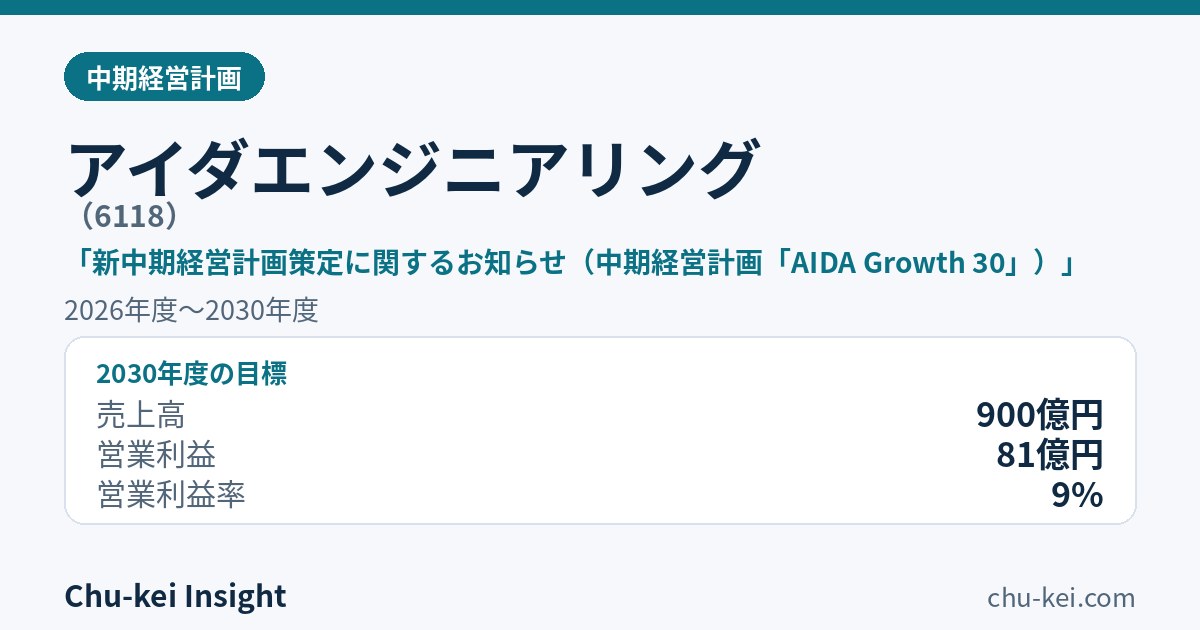 中期経営計画
アイダエンジニアリング
（6118）
「新中期経営計画策定に関するお知らせ（中期経営計画「AIDA Growth 30」）」
2026年度〜2030年度
2030年度の目標
売上高 900億円
営業利益 81億円
営業利益率 9%
Chu-kei Insight chu-kei.com